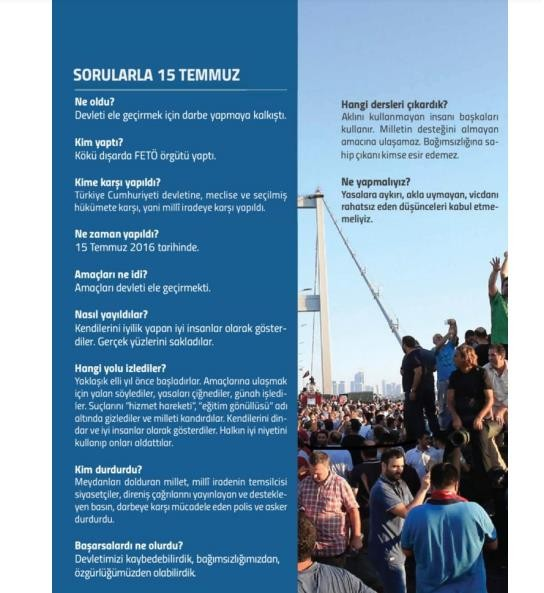 SORULARLA 15 TEMMUZ
Ne oldu?
Devleti ele geçirmek için darbe yapmaya kalkıştı.
Kim yaptı?
Kökü dışarda FETÖ örgütü yaptı.
Kime karşı yapıldı?
Türkiye Cumhuriyeti devletine, meclise ve seçilmiş
hükümete karşı, yani millî iradeye karşı yapıldı.
Ne zaman yapıldı?
15 Temmuz 2016 tarihinde.
Amaçları ne idi?
Amaçları devleti ele geçirmekti.
Nasıl yayıldılar?
Kendilerini iyilik yapan iyi insanlar olarak göster-
diler. Gerçek yüzlerini sakladılar.
Hangi yolu izlediler?
Yaklaşık elli yıl önce başladırlar. Amaçlarına ulaşmak
için yalan söylediler, yasaları çiğnediler, günah işledi-
ler. Suçlarını "hizmet hareketi", "eğitim gönüllüsü" adı
altında gizlediler ve milleti kandırdılar. Kendilerini din-
dar ve iyi insanlar olarak gösterdiler. Halkın iyi niyetini
kullanıp onları aldattılar.
Kim durdurdu?
Meydanları dolduran millet, millî iradenin temsilcisi
siyasetçiler, direniş çağrılarını yayınlayan ve destekle-
yen basın, darbeye karşı mücadele eden polis ve asker
durdurdu.
Başarsalardı ne olurdu?
Devletimizi kaybedebilirdik, bağımsızlığımızdan,
özgürlüğümüzden olabilirdik.
Hangi dersleri çıkardık?
Aklını kullanmayan insanı başkaları
kullanır. Milletin desteğini almayan
amacına ulaşamaz. Bağımsızlığına sa-
hip çıkanı kimse esir edemez.
Ne yapmalıyız?
Yasalara aykırı, akla uymayan, vicdanı
rahatsız eden düşünceleri kabul etme-
meliyiz.